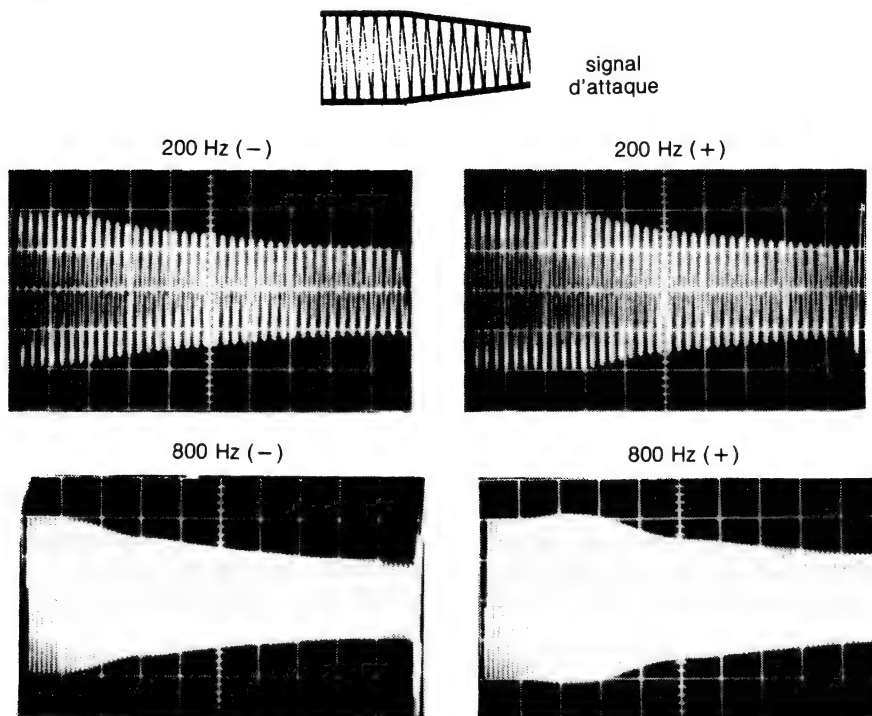 signal
d'attaque
200 Hz (−)
200 Hz (+)
800 Hz (−)
800 Hz (+)